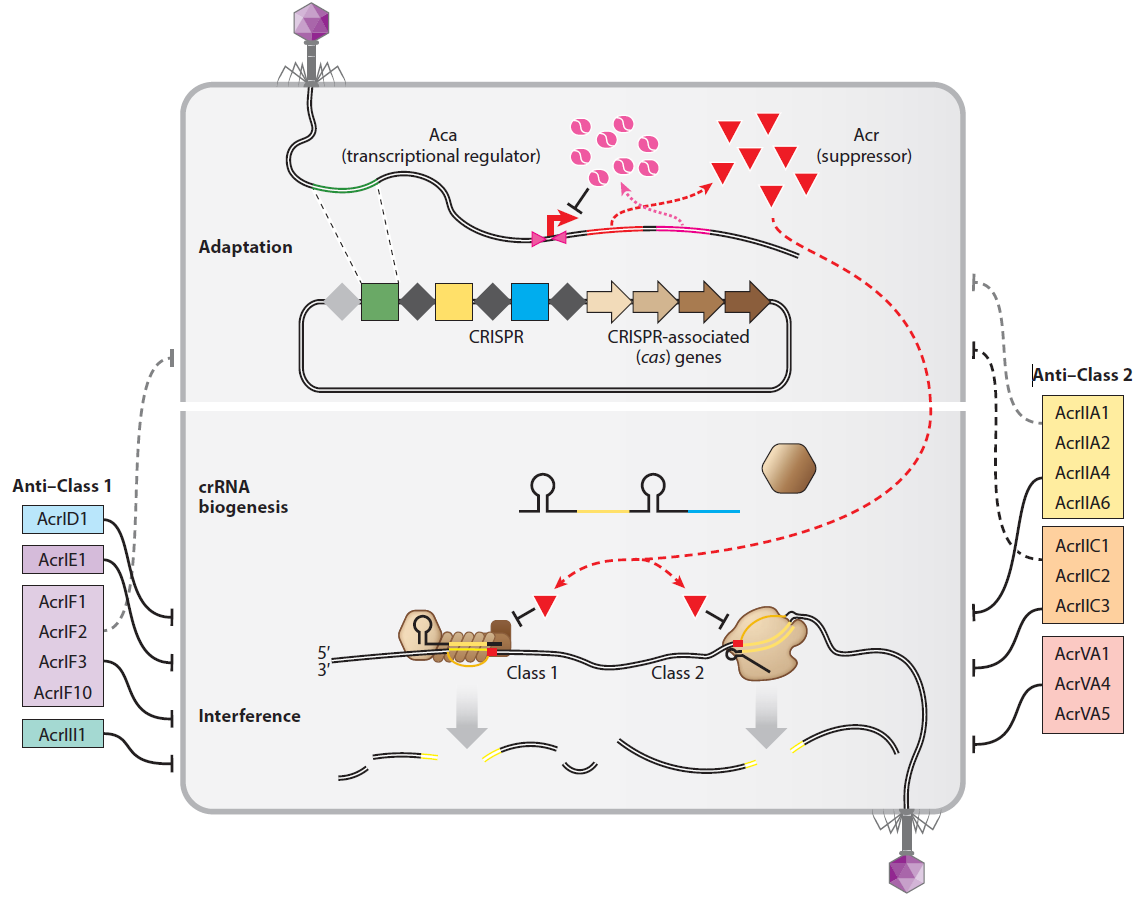 Aca
(transcriptional regulator)
Acr
(suppressor)
Adaptation
CRISPR
CRISPR-associated
(cas) genes
Anti–Class 2
AcrIIA1
AcrIIA2
AcrIIA4
AcrIIA6
AcrIIC1
AcrIIC2
AcrIIC3
AcrVA1
AcrVA4
AcrVA5
crRNA
biogenesis
Anti–Class 1
AcrID1
AcrIE1
AcrIF1
AcrIF2
AcrIF3
AcrIF10
AcrIII1
5′
3′
Class 1
Class 2
Interference